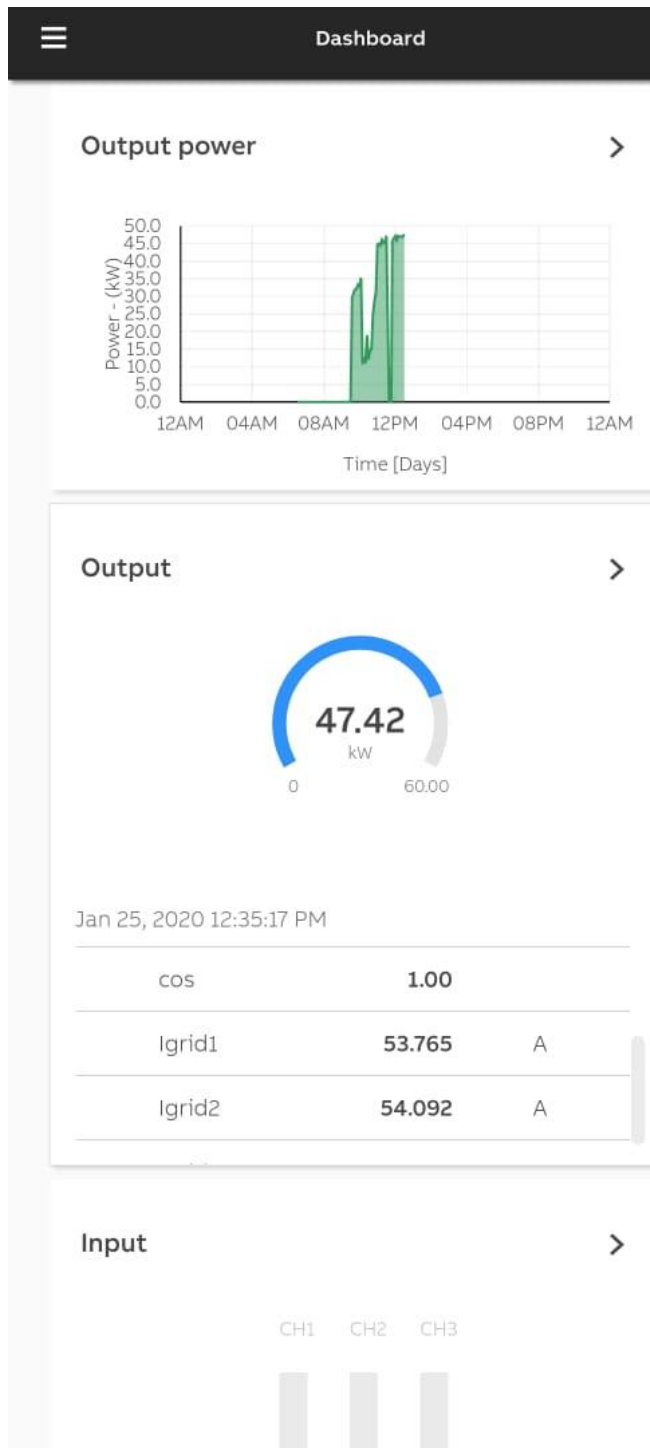 Dashboard
Output power
Power - (kW)
50.0
45.0
40.0
35.0
30.0
25.0
20.0
15.0
10.0
5.0
0.0
12AM 04AM 08AM 12PM 04PM 08PM 12AM
Time [Days]
Output
47.42
kW
0 60.00
Jan 25, 2020 12:35:17 PM
cos 1.00
Igrid1 53.765 A
Igrid2 54.092 A
Input
CH1 CH2 CH3